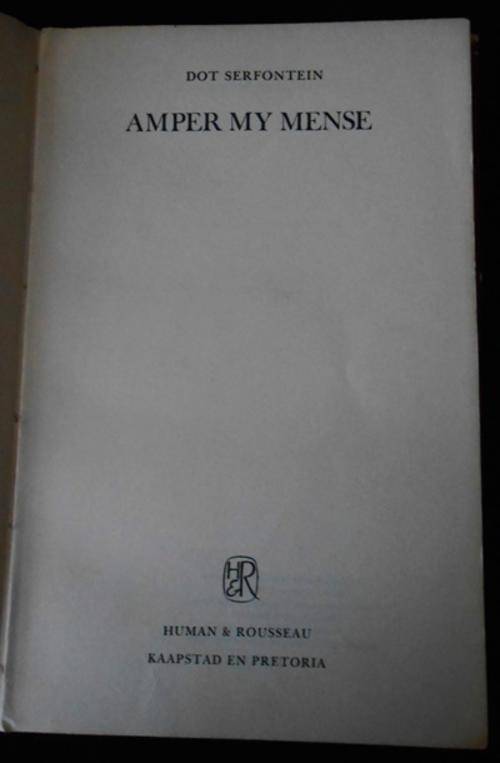 DOT SERFONTEIN
AMPER MY MENSE
H&R
HUMAN & ROUSSEAU
KAAPSTAD EN PRETORIA